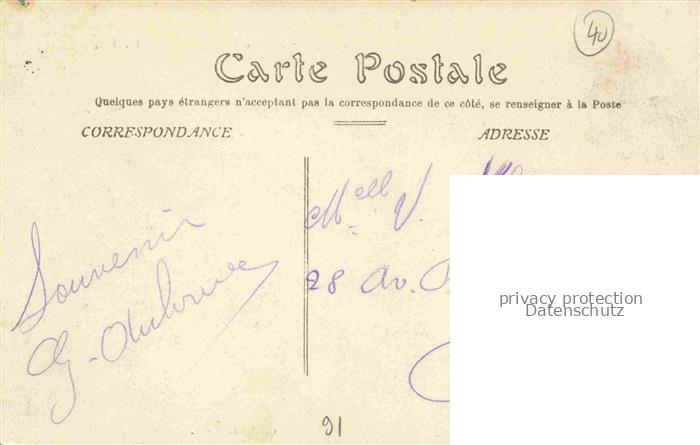 40
Carte Postale
Quelques pays étrangers n'acceptant pas la correspondance de ce côté, se renseigner à la Poste
CORRESPONDANCE
ADRESSE
Souvenir
Mell V.
28 Av.
privacy protection
Datenschutz
91